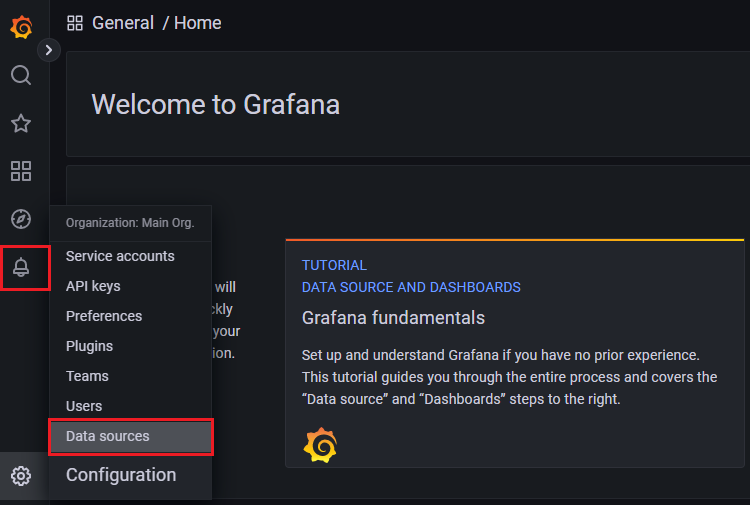 General / Home
Welcome to Grafana
Organization: Main Org.
Service accounts
API keys
Preferences
Plugins
Teams
Users
Data sources
Configuration
will
ckly
your
ion.
TUTORIAL
DATA SOURCE AND DASHBOARDS
Grafana fundamentals
Set up and understand Grafana if you have no prior experience.
This tutorial guides you through the entire process and covers the
“Data source” and “Dashboards” steps to the right.